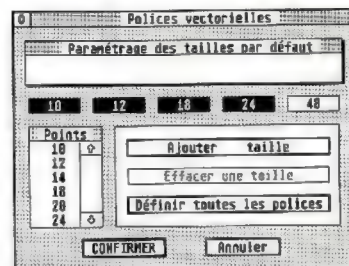 Polices vectorielles
Paramétrage des tailles par défaut
10 12 18 24 48
Points
10
12
14
18
20
24
Ajouter taille
Effacer une taille
Définir toutes les polices
CONFIRMER Annuler